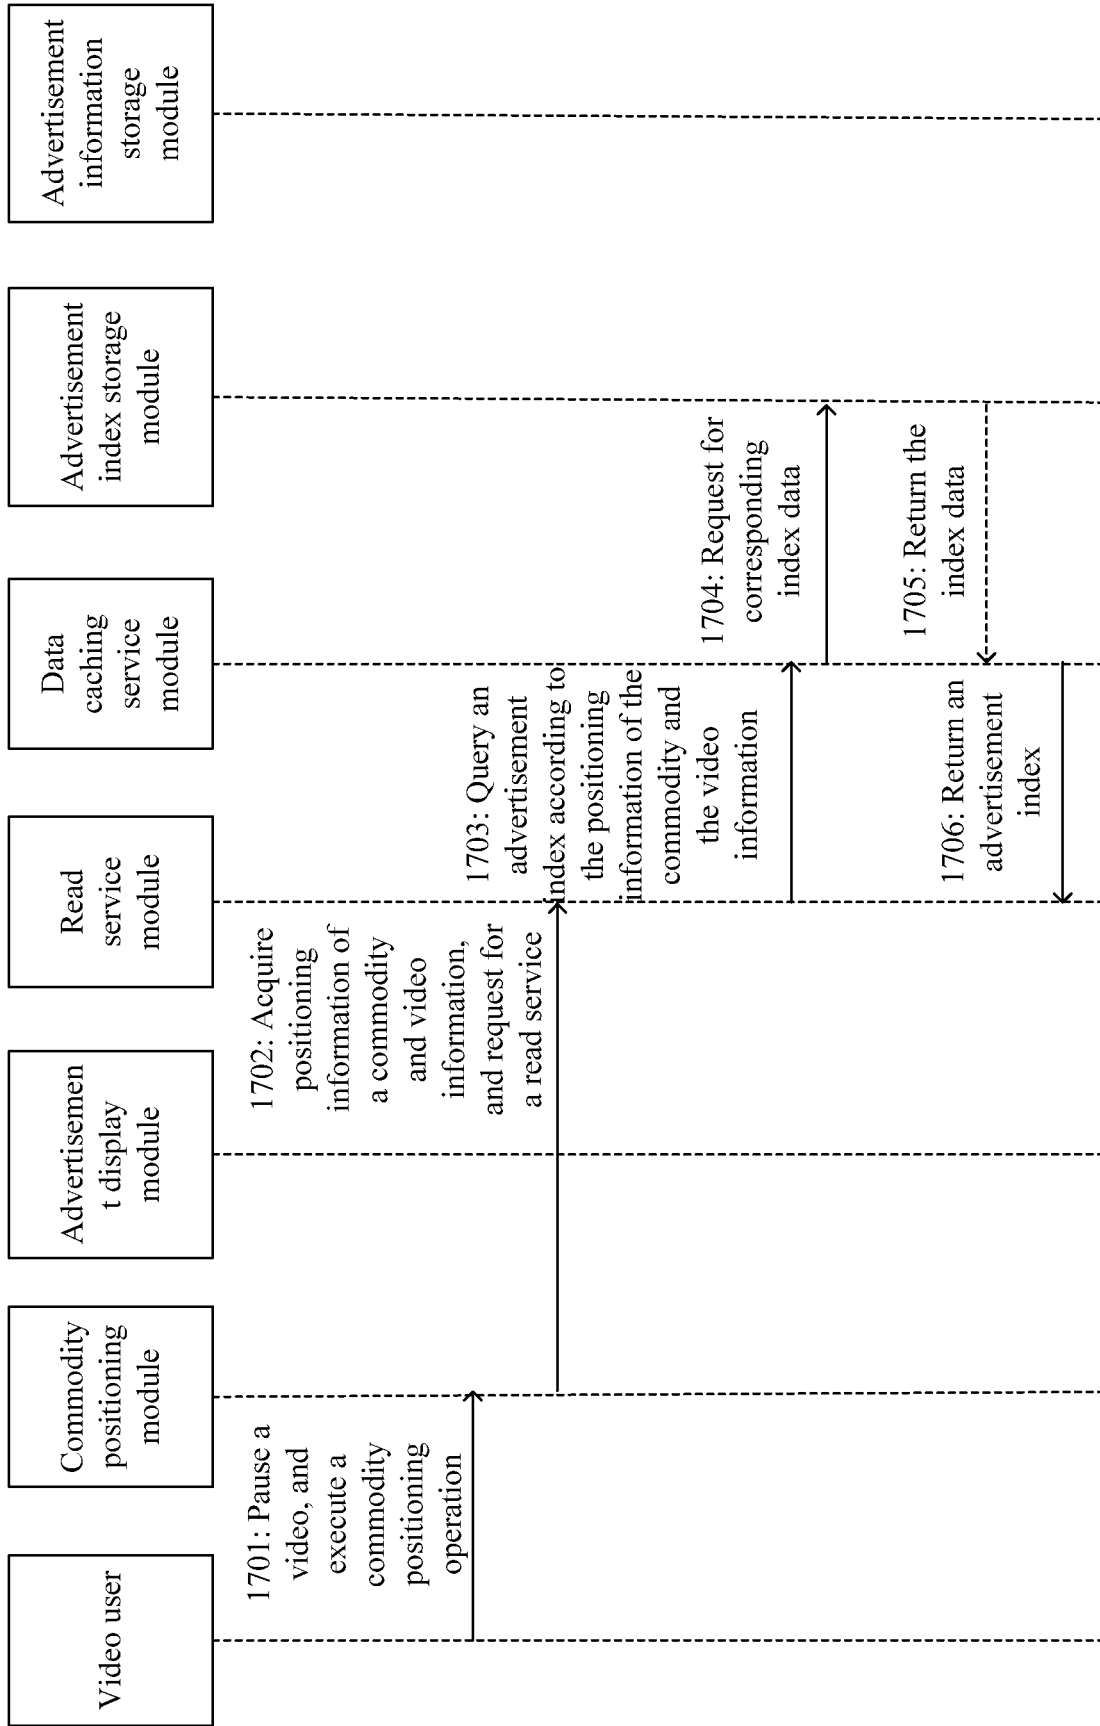 Video user
Commodity
positioning
module
Advertisemen
t display
module
Read
service
module
Data
caching
service
module
Advertisement
index storage
module
Advertisement
information
storage
module
1701: Pause a
video, and
execute a
commodity
positioning
operation
1702: Acquire
positioning
information of
a commodity
and video
information,
and request for
a read service
1703: Query an
advertisement
index according to
the positioning
information of the
commodity and
the video
information
1704: Request for
corresponding
index data
1705: Return the
index data
1706: Return an
advertisement
index